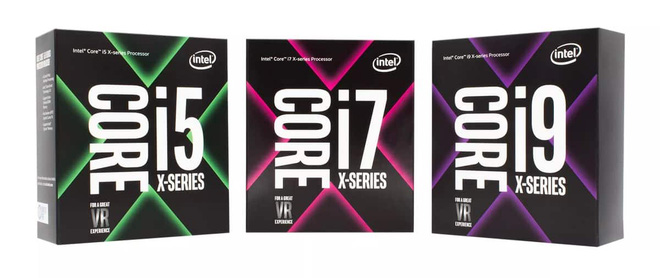 Intel® Core™ i5 X-series Processor
intel®
CORE i5
X-SERIES
FOR A GREAT
VR
EXPERIENCE
Intel® Core™ i7 X-series Processor
intel®
CORE i7
X-SERIES
FOR A GREAT
VR
EXPERIENCE
Intel® Core™ i9 X-series Processor
intel®
CORE i9
X-SERIES
FOR A GREAT
VR
EXPERIENCE